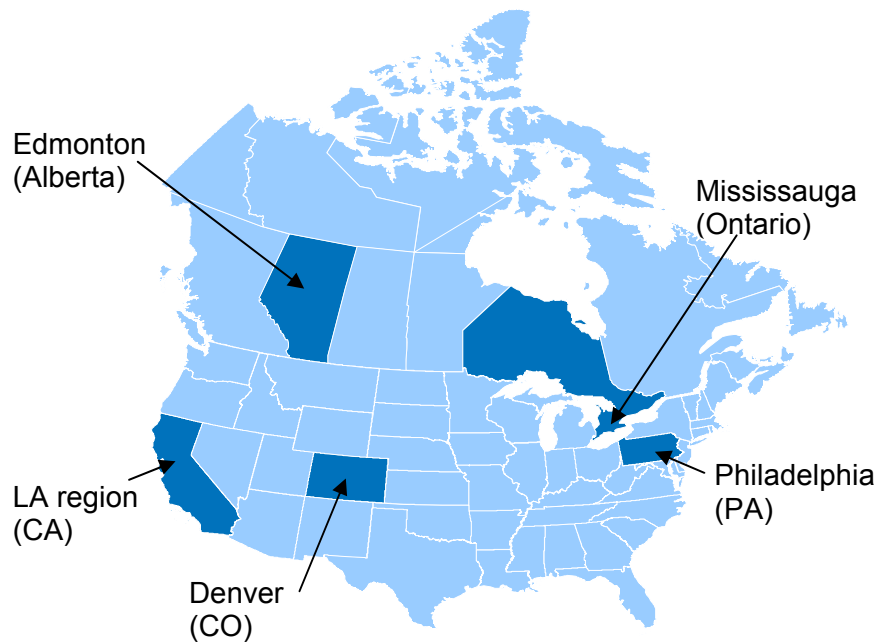 Edmonton
(Alberta)
Mississauga
(Ontario)
LA region
(CA)
Philadelphia
(PA)
Denver
(CO)